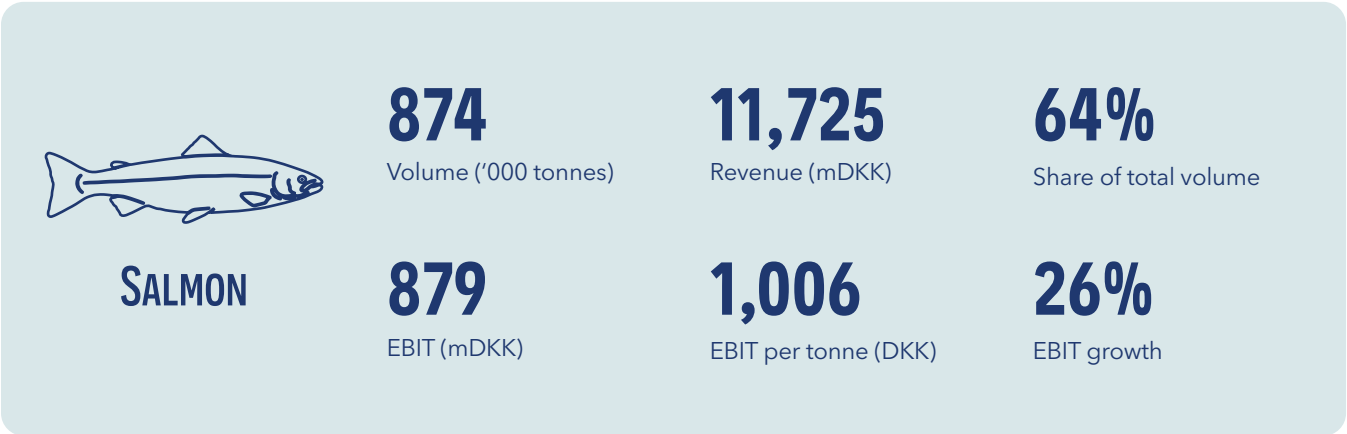 874
Volume (‘000 tonnes)
11,725
Revenue (mDKK)
64%
Share of total volume
SALMON
879
EBIT (mDKK)
1,006
EBIT per tonne (DKK)
26%
EBIT growth